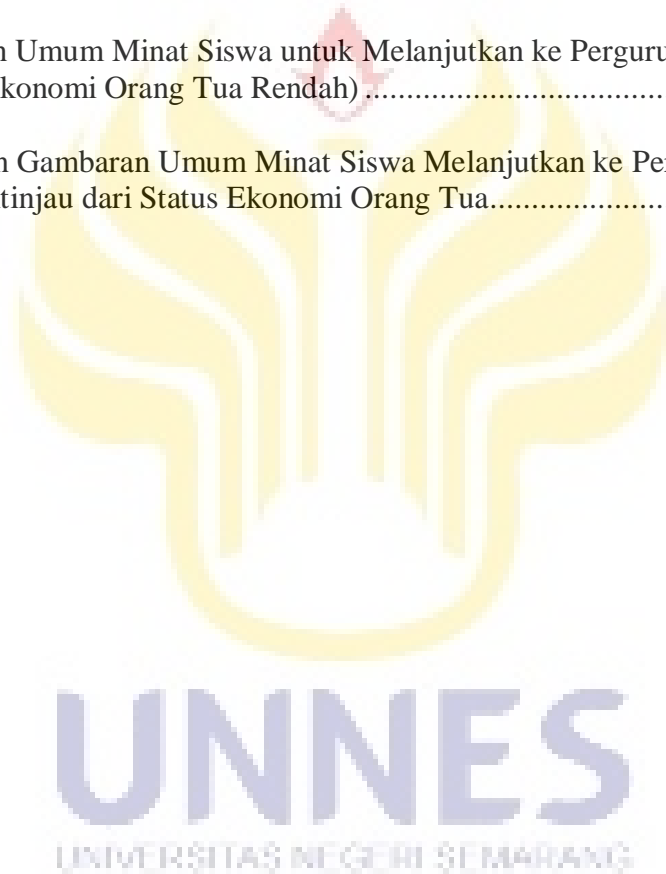 n Umum Minat Siswa untuk Melanjutkan ke Perguru
konomi Orang Tua Rendah) ..................................
n Gambaran Umum Minat Siswa Melanjutkan ke Per
tinjau dari Status Ekonomi Orang Tua.....................
UNNES
UNIVERSITAS NEGERI SEMARANG